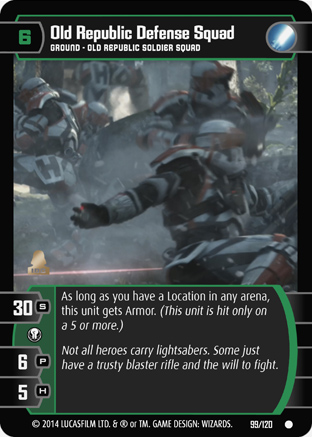 6 Old Republic Defense Squad
GROUND - OLD REPUBLIC SOLDIER SQUAD
30 S
6 P
5 H
As long as you have a Location in any arena,
this unit gets Armor. (This unit is hit only on
a 5 or more.)
Not all heroes carry lightsabers. Some just
have a trusty blaster rifle and the will to fight.
© 2014 LUCASFILM LTD. & ® or TM. GAME DESIGN: WIZARDS. 99/120